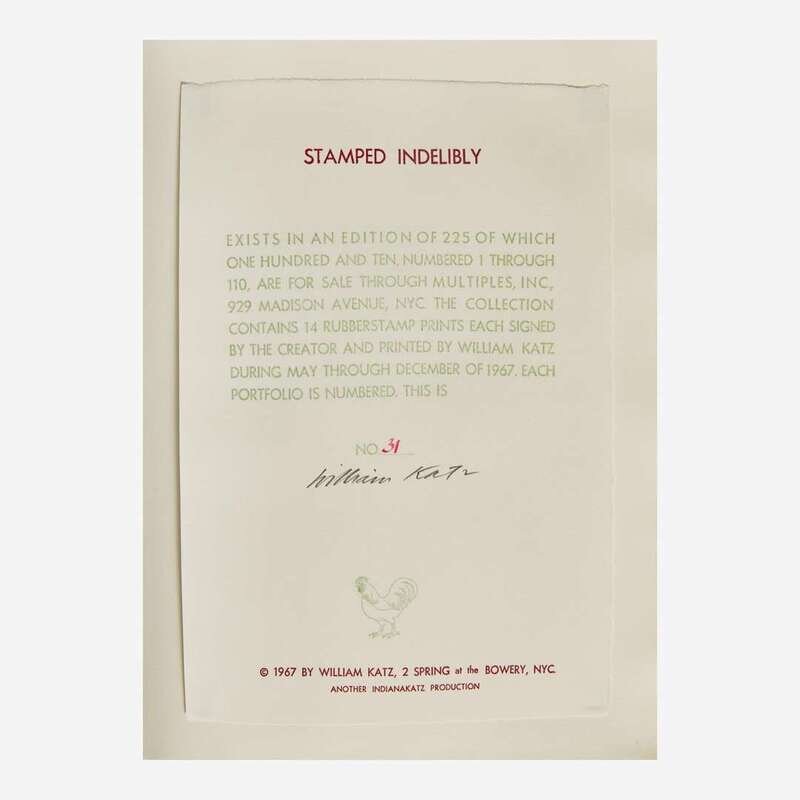 STAMPED INDELIBLY
EXISTS IN AN EDITION OF 225 OF WHICH
ONE HUNDRED AND TEN, NUMBERED 1 THROUGH
110, ARE FOR SALE THROUGH MULTIPLES, INC.,
929 MADISON AVENUE, NYC. THE COLLECTION
CONTAINS 14 RUBBERSTAMP PRINTS EACH SIGNED
BY THE CREATOR AND PRINTED BY WILLIAM KATZ
DURING MAY THROUGH DECEMBER OF 1967. EACH
PORTFOLIO IS NUMBERED. THIS IS
NO 31
William Katz
© 1967 BY WILLIAM KATZ, 2 SPRING at the BOWERY, NYC.
ANOTHER INDIANAKATZ PRODUCTION